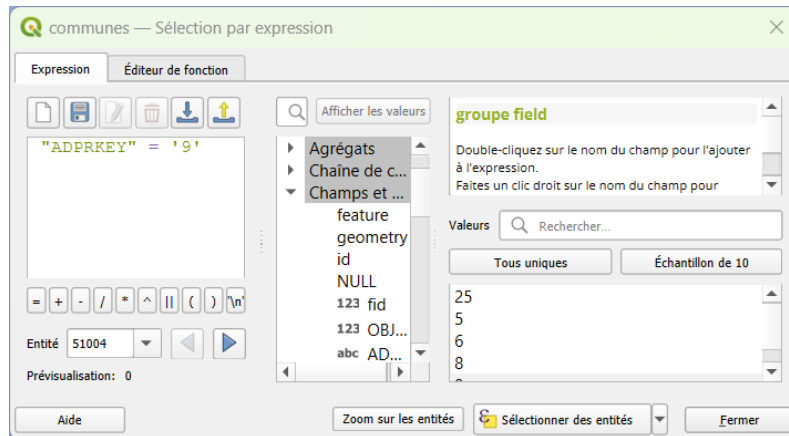 communes — Sélection par expression
Expression
Éditeur de fonction
"ADPRKEY" = '9'
= + - / * ^ || ( ) '\n'
Entité 51004
Prévisualisation: 0
Afficher les valeurs
Agrégats
Chaîne de c...
Champs et ...
feature
geometry
id
NULL
123 fid
123 OBJ...
abc AD...
groupe field
Double-cliquez sur le nom du champ pour l'ajouter
à l'expression.
Faites un clic droit sur le nom du champ pour
Valeurs Rechercher...
Tous uniques
Échantillon de 10
25
5
6
8
Aide
Zoom sur les entités
Sélectionner des entités
Fermer